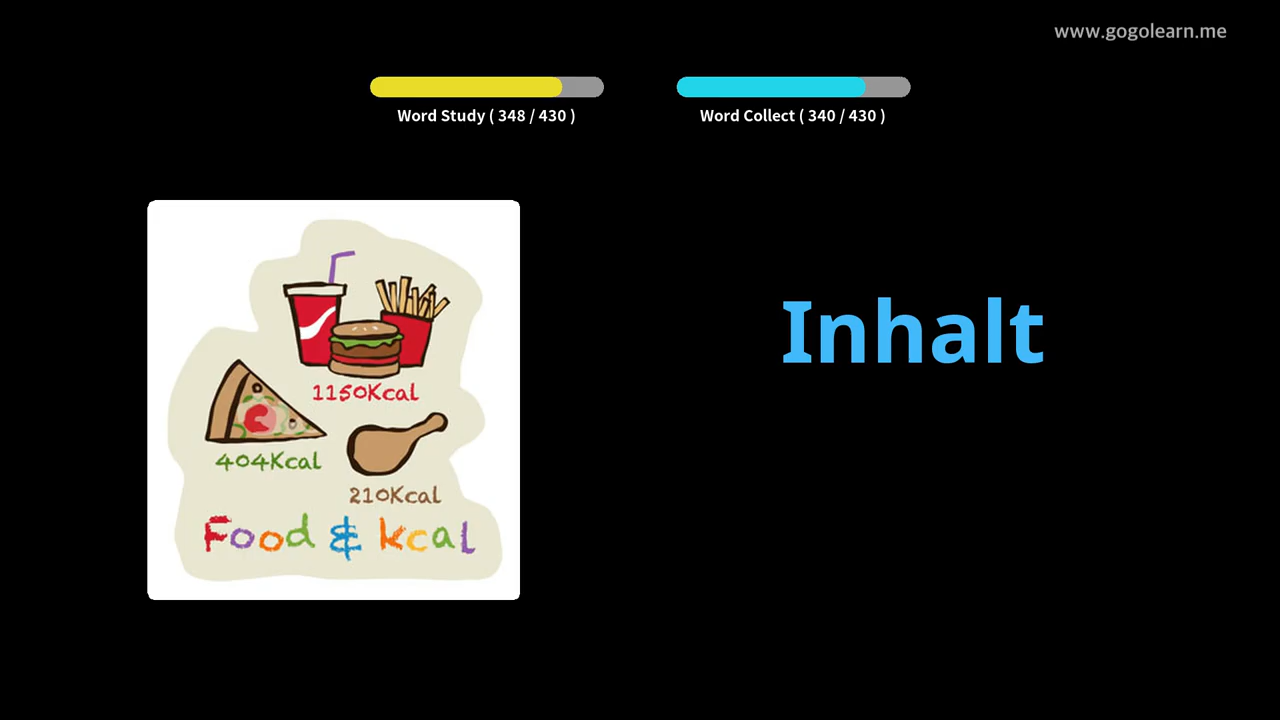 www.gogolearn.me
Word Study ( 348 / 430 )
Word Collect ( 340 / 430 )
1150Kcal
404Kcal
210Kcal
Food & kcal
Inhalt